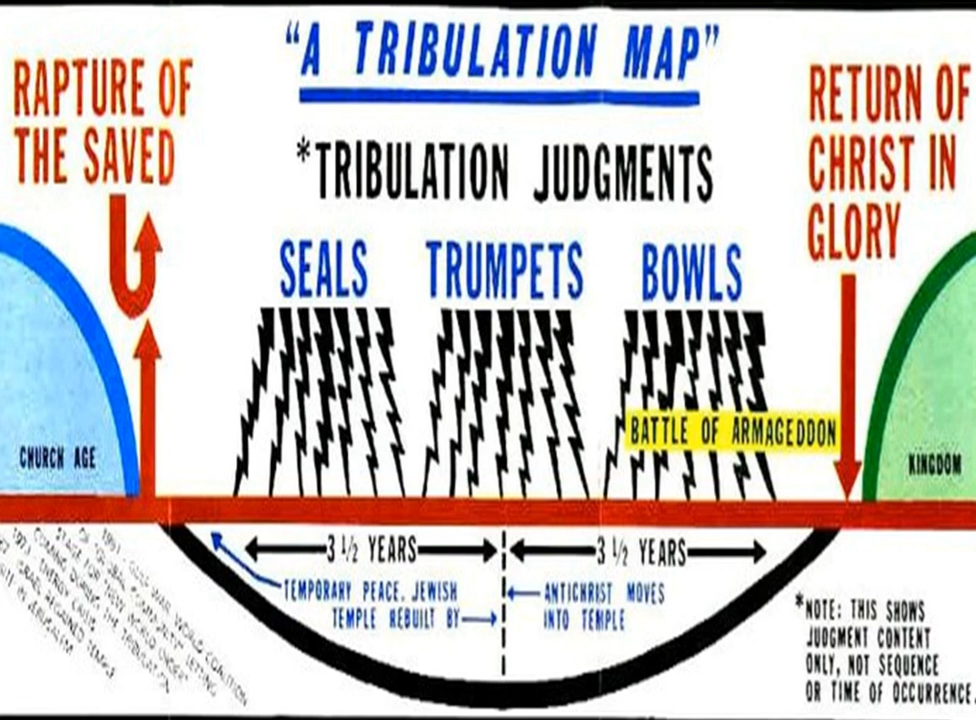 “A TRIBULATION MAP”
RAPTURE OF
THE SAVED
*TRIBULATION JUDGMENTS
RETURN OF
CHRIST IN
GLORY
SEALS
TRUMPETS
BOWLS
BATTLE OF ARMAGEDDON
CHURCH AGE
KINGDOM
3 1/2 YEARS
3 1/2 YEARS
TEMPORARY PEACE. JEWISH
TEMPLE REBUILT BY
ANTICHRIST MOVES
INTO TEMPLE
*NOTE: THIS SHOWS
JUDGMENT CONTENT
ONLY, NOT SEQUENCE
OR TIME OF OCCURRENCE.